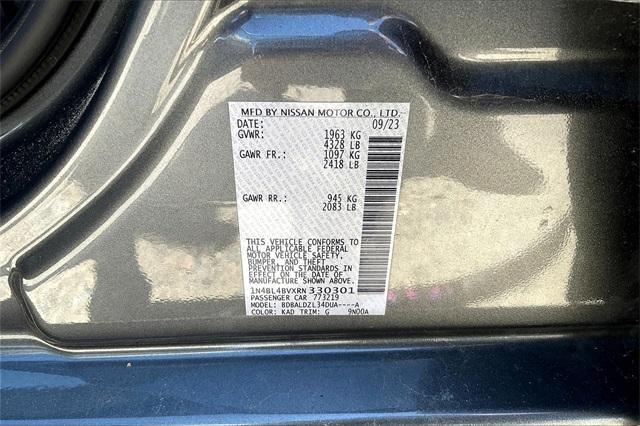 MFD BY NISSAN MOTOR CO., LTD.
DATE: 09/23
GVWR: 1963 KG
4328 LB
GAWR FR.: 1097 KG
2418 LB
GAWR RR.: 945 KG
2083 LB
THIS VEHICLE CONFORMS TO
ALL APPLICABLE FEDERAL
MOTOR VEHICLE SAFETY,
BUMPER, AND THEFT
PREVENTION STANDARDS IN
EFFECT ON THE DATE OF
MANUFACTURE SHOWN ABOVE.
1N4BL4BVXRN330301
PASSENGER CAR 773219
MODEL: BDBALDZL34DUA----A
COLOR: KAD TRIM: G 9N00A